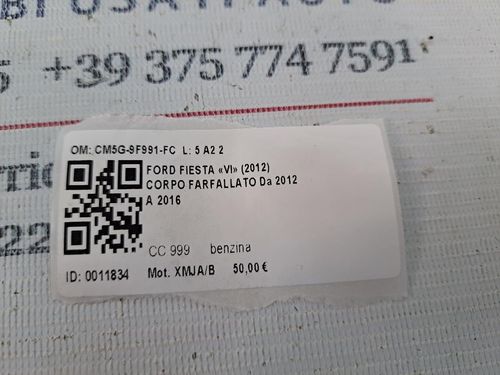 +39 375 774 7591
OM: CM5G-9F991-FC L: 5 A2 2
FORD FIESTA «VI» (2012)
CORPO FARFALLATO Da 2012
A 2016
CC 999 benzina
ID: 0011834 Mot. XMJA/B 50,00 €